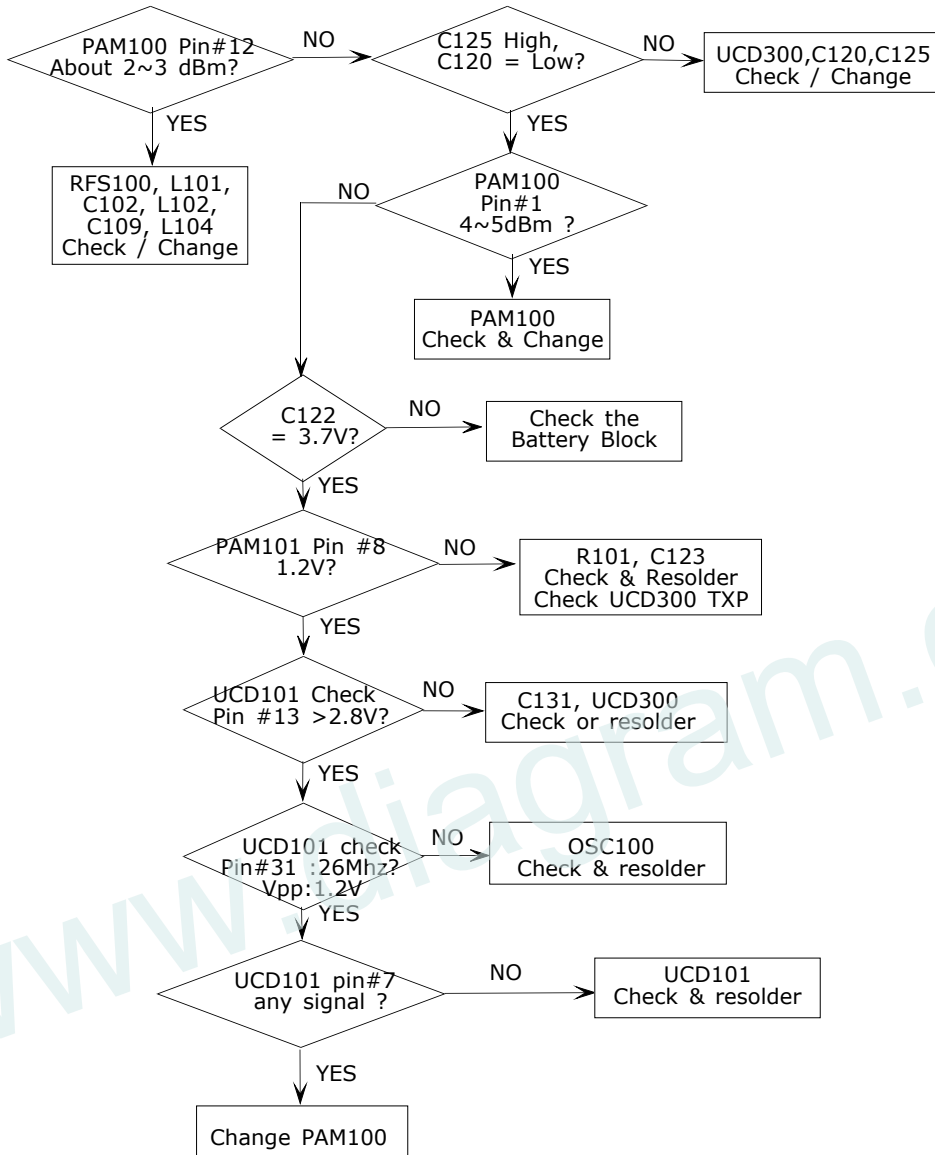 PAM100 Pin#12
About 2~3 dBm?
NO
C125 High,
C120 = Low?
NO
UCD300,C120,C125
Check / Change
YES
YES
RFS100, L101,
C102, L102,
C109, L104
Check / Change
NO
PAM100
Pin#1
4~5dBm ?
YES
PAM100
Check & Change
C122
= 3.7V?
NO
Check the
Battery Block
YES
PAM101 Pin #8
1.2V?
NO
R101, C123
Check & Resolder
Check UCD300 TXP
YES
UCD101 Check
Pin #13 >2.8V?
NO
C131, UCD300
Check or resolder
YES
UCD101 check
Pin#31 :26Mhz?
Vpp:1.2V
NO
OSC100
Check & resolder
YES
UCD101 pin#7
any signal ?
NO
UCD101
Check & resolder
YES
Change PAM100
www.diagram.